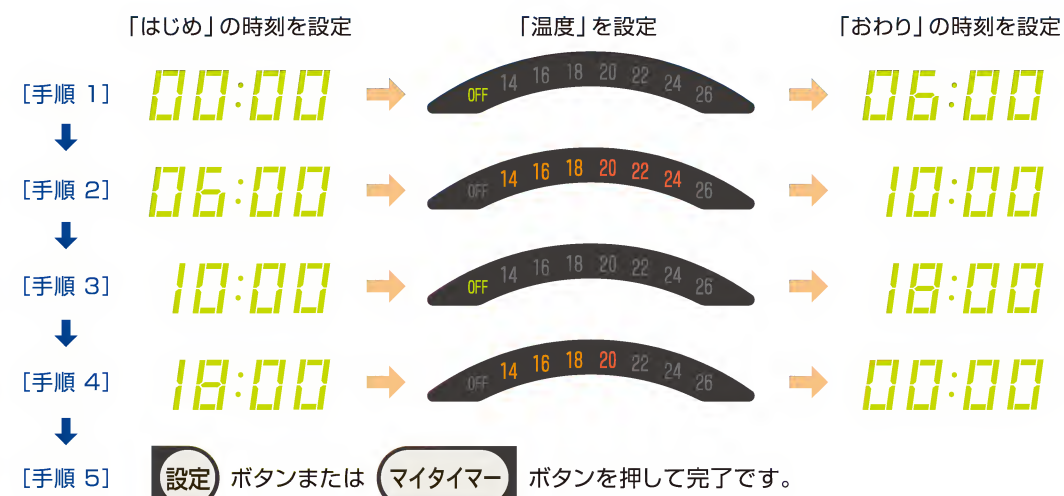 「はじめ」の時刻を設定 「温度」を設定 「おわり」の時刻を設定
[手順 1] 00:00 OFF 14 16 18 20 22 24 26 06:00
[手順 2] 06:00 OFF 14 16 18 20 22 24 26 10:00
[手順 3] 10:00 OFF 14 16 18 20 22 24 26 18:00
[手順 4] 18:00 OFF 14 16 18 20 22 24 26 00:00
[手順 5] 設定 ボタンまたは マイタイマー ボタンを押して完了です。